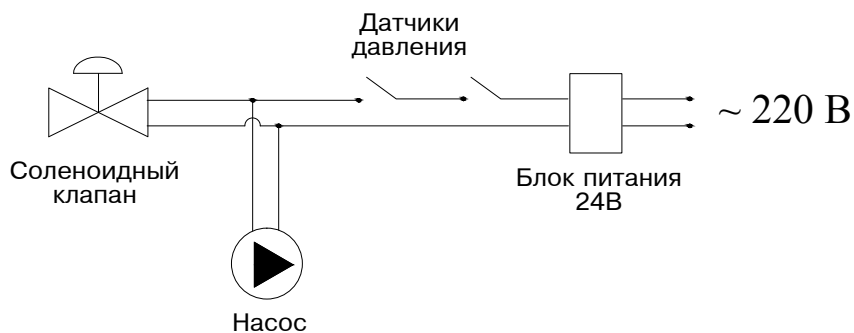 Датчики
давления
~ 220 В
Соленоидный
клапан
Блок питания
24В
Насос